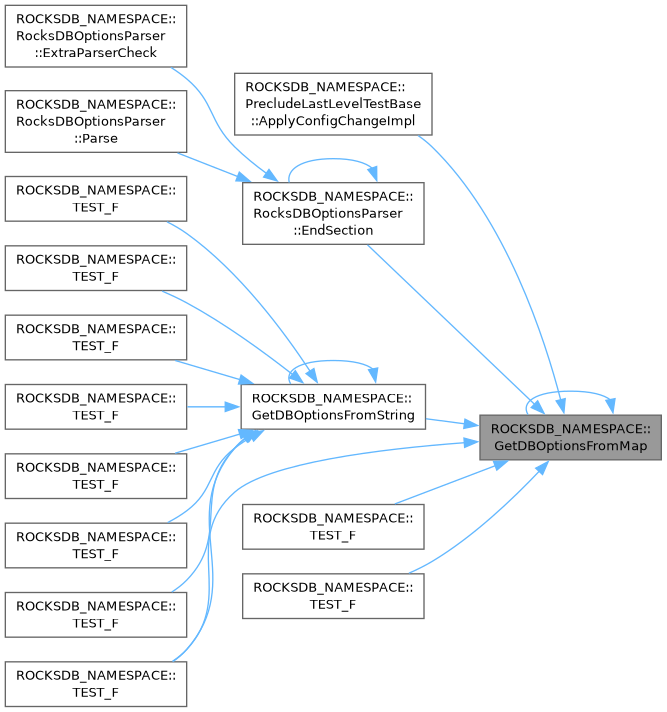 ROCKSDB_NAMESPACE::
RocksDBOptionsParser
::ExtraParserCheck
ROCKSDB_NAMESPACE::
PrecludeLastLevelTestBase
::ApplyConfigChangeImpl
ROCKSDB_NAMESPACE::
RocksDBOptionsParser
::Parse
ROCKSDB_NAMESPACE::
TEST_F
ROCKSDB_NAMESPACE::
RocksDBOptionsParser
::EndSection
ROCKSDB_NAMESPACE::
TEST_F
ROCKSDB_NAMESPACE::
TEST_F
ROCKSDB_NAMESPACE::
TEST_F
ROCKSDB_NAMESPACE::
GetDBOptionsFromString
ROCKSDB_NAMESPACE::
GetDBOptionsFromMap
ROCKSDB_NAMESPACE::
TEST_F
ROCKSDB_NAMESPACE::
TEST_F
ROCKSDB_NAMESPACE::
TEST_F
ROCKSDB_NAMESPACE::
TEST_F
ROCKSDB_NAMESPACE::
TEST_F
ROCKSDB_NAMESPACE::
TEST_F